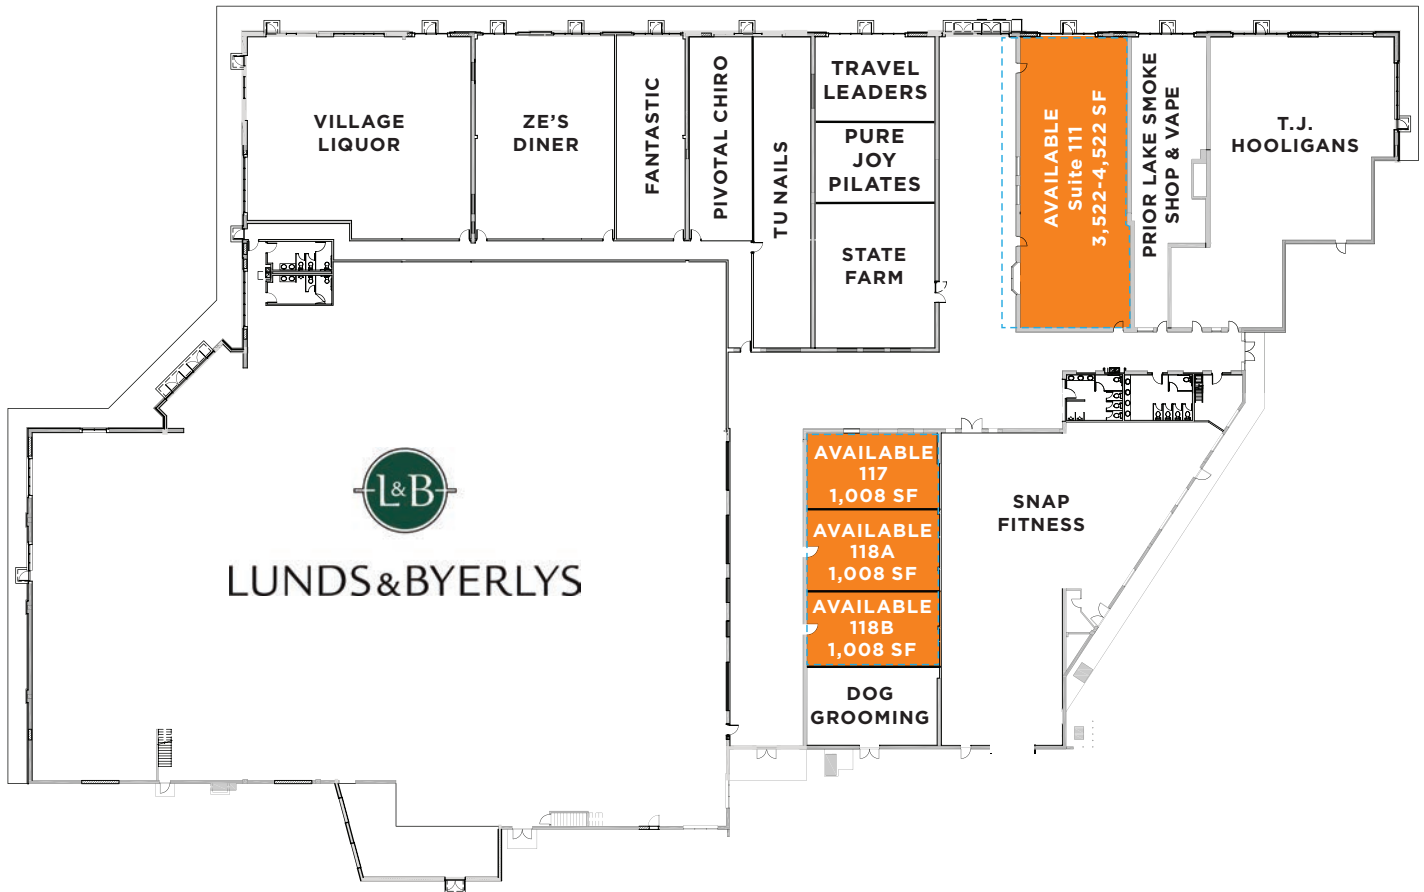 VILLAGE
LIQUOR
ZE'S
DINER
FANTASTIC
PIVOTAL CHIRO
TU NAILS
TRAVEL
LEADERS
PURE
JOY
PILATES
STATE
FARM
AVAILABLE
Suite 111
3,522-4,522 SF
PRIOR LAKE SMOKE
SHOP & VAPE
T.J.
HOOLIGANS
L&B
LUNDS & BYERLYS
AVAILABLE
117
1,008 SF
AVAILABLE
118A
1,008 SF
AVAILABLE
118B
1,008 SF
DOG
GROOMING
SNAP
FITNESS